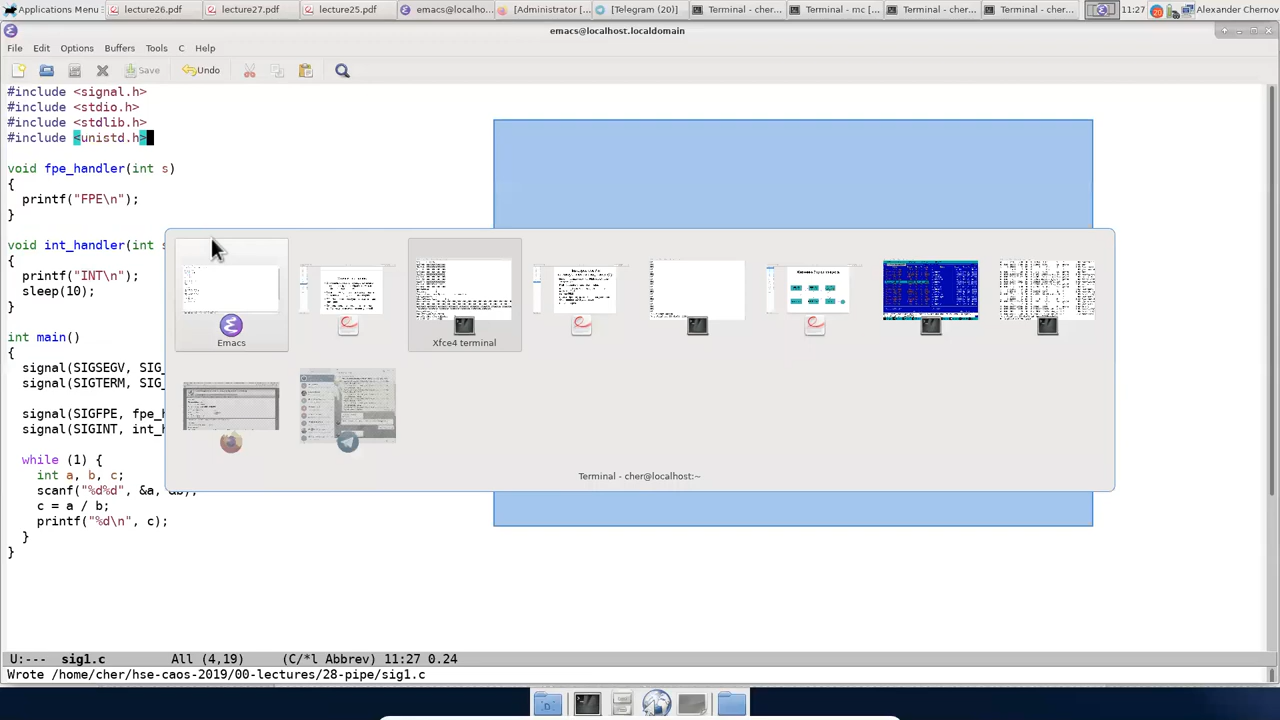 Applications Menu
lecture26.pdf
lecture27.pdf
lecture25.pdf
emacs@localho...
[Administrator [...
[Telegram (20)]
Terminal - cher...
Terminal - mc [...
Terminal - cher...
Terminal - cher...
20
11:27
Alexander Chernov
emacs@localhost.localdomain
File Edit Options Buffers Tools C Help
Save Undo
#include <signal.h>
#include <stdio.h>
#include <stdlib.h>
#include <unistd.h>
void fpe_handler(int s)
{
printf("FPE\n");
}
void int_handler(int s
{
printf("INT\n");
sleep(10);
}
int main()
{
signal(SIGSEGV, SIG_
signal(SIGTERM, SIG_
signal(SIGFPE, fpe_h
signal(SIGINT, int_h
while (1) {
int a, b, c;
scanf("%d%d", &a, &b);
c = a / b;
printf("%d\n", c);
}
}
Emacs
Xfce4 terminal
Terminal - cher@localhost:~
U:--- sig1.c All (4,19) (C/*l Abbrev) 11:27 0.24
Wrote /home/cher/hse-caos-2019/00-lectures/28-pipe/sig1.c